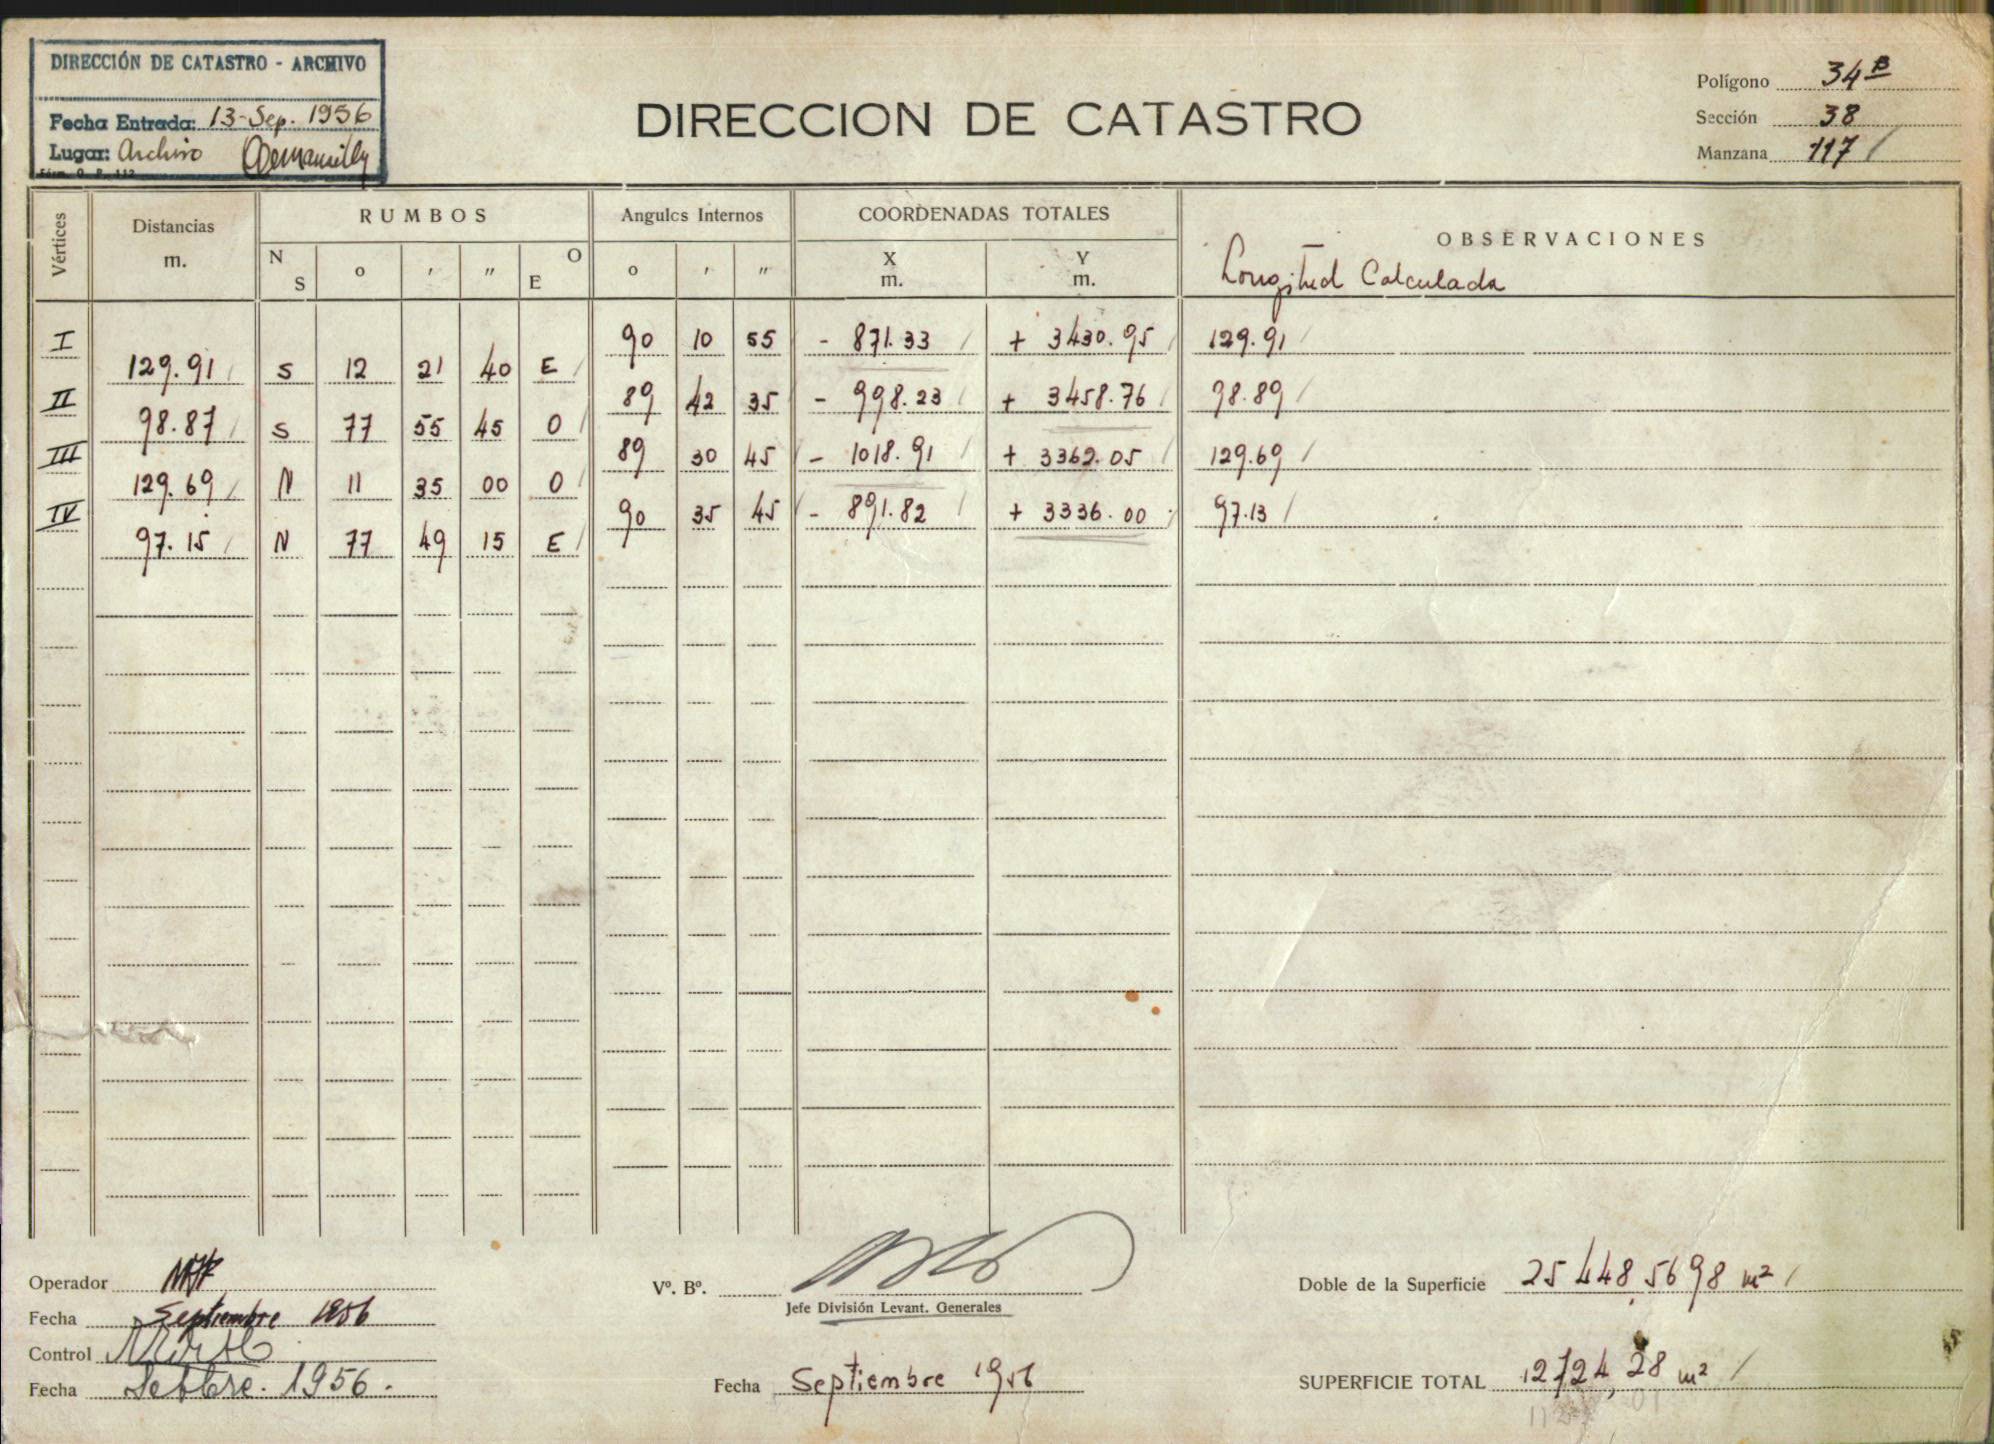 DIRECCIÓN DE CATASTRO - ARCHIVO
Fecha Entrada: 13-Sep. 1956
Lugar: Archivo
DIRECCION DE CATASTRO
Polígono 34 B
Sección 38
Manzana 117 /
Vértices Distancias m. RUMBOS Angulos Internos COORDENADAS TOTALES OBSERVACIONES
N S o ' " O E o ' " X m. Y m. Longitud Calculada
I 90 10 55 - 871.33 / + 3430.95 / 129.91 /
129.91 / S 12 21 40 E /
II 89 42 35 - 998.23 / + 3458.76 / 98.89 /
98.87 / S 77 55 45 O /
III 89 30 45 / - 1018.91 / + 3362.05 / 129.69 /
129.69 / N 11 35 00 O /
IV 90 35 45 / - 891.82 / + 3336.00 / 97.13 /
97.15 / N 77 49 15 E /
Operador
Fecha Septiembre 1956
Control
Fecha Setbre. 1956.
Vº. Bº.
Jefe División Levant. Generales
Fecha Septiembre 1956
Doble de la Superficie 25448,5698 m² /
SUPERFICIE TOTAL 12724,28 m² /